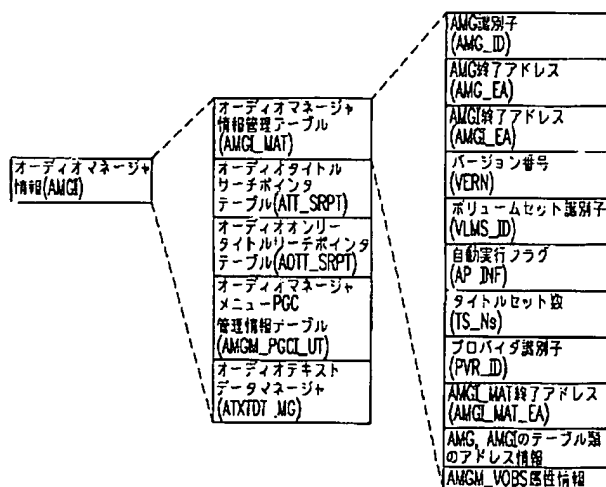 オーディオマネージャ
情報(AMGI)
オーディオマネージャ
情報管理テーブル
(AMGI_MAT)
オーディオタイトル
サーチポインタ
テーブル(ATT_SRPT)
オーディオオンリー
タイトルリーチポインタ
テーブル(AOTT_SRPT)
オーディオマネージャ
メニューPGC
管理情報テーブル
(AMGM_PGCI_UT)
オーディオテキスト
データマネージャ
(ATXTDT_MG)
AMG識別子
(AMG_ID)
AMG終了アドレス
(AMG_EA)
AMGI終了アドレス
(AMGI_EA)
バージョン番号
(VERN)
ボリュームセット識別子
(VLMS_ID)
自動実行フラグ
(AP_INF)
タイトルセット数
(TS_Ns)
プロバイダ識別子
(PVR_ID)
AMGI_MAT終了アドレス
(AMGI_MAT_EA)
AMG, AMGIのテーブル類
のアドレス情報
AMGM_VOBS属性情報